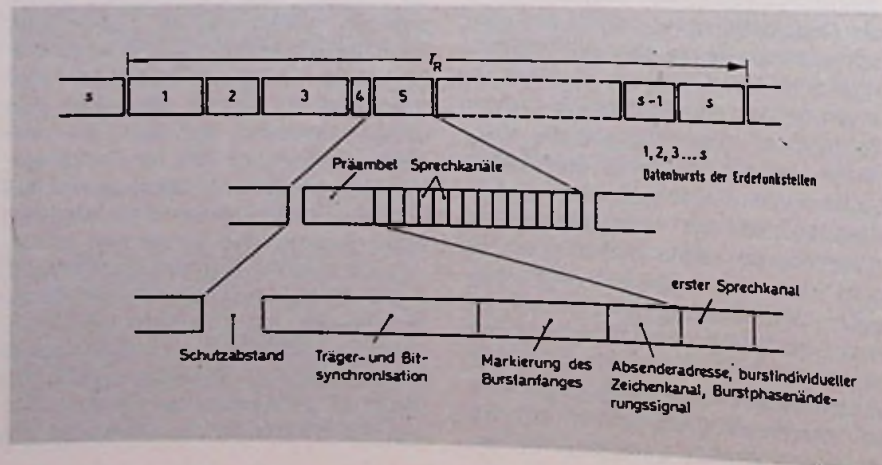 T_R
s 1 2 3 4 5 s-1 s
1, 2, 3 ... s
Datenbursts der Erdefunkstellen
Präambel Sprechkanäle
erster Sprechkanal
Schutzabstand
Träger- und Bit-
synchronisation
Markierung des
Burstanfanges
Absenderadresse, burstindividueller
Zeichenkanal, Burstphasenände-
rungssignal